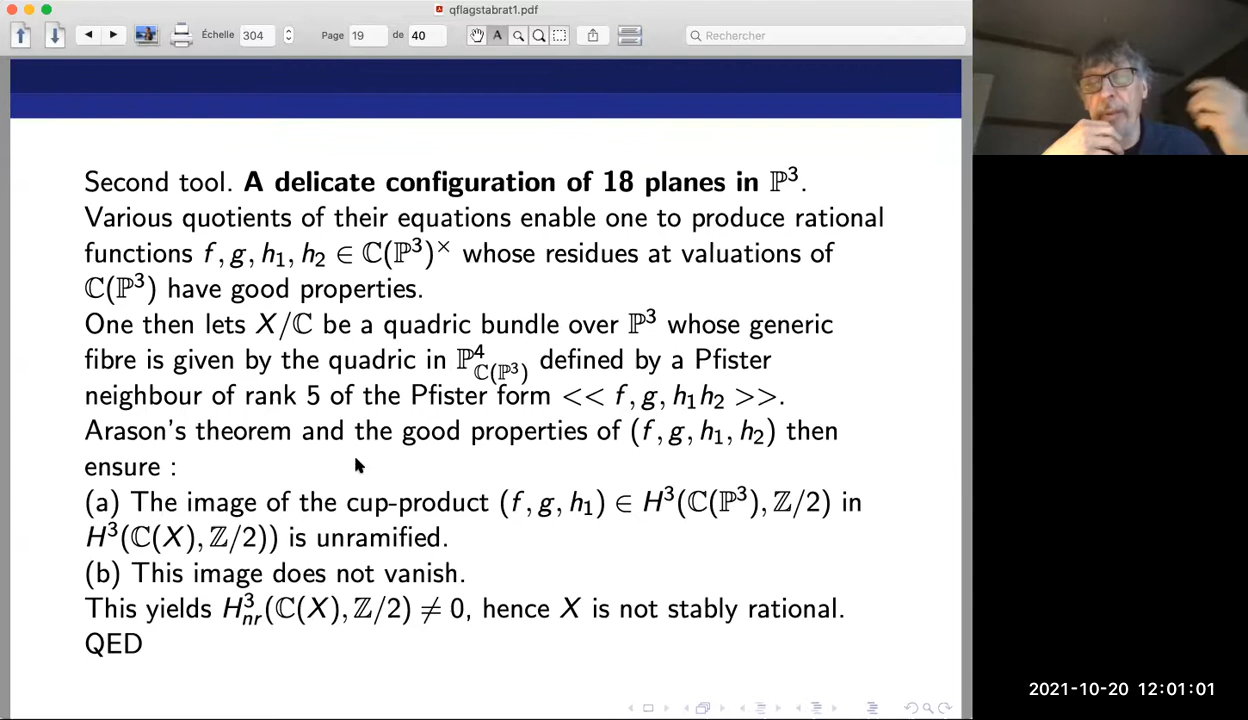 qflagstabrat1.pdf
Échelle 304 Page 19 de 40 Rechercher
Second tool. A delicate configuration of 18 planes in ℙ³.
Various quotients of their equations enable one to produce rational
functions f, g, h₁, h₂ ∈ ℂ(ℙ³)ˣ whose residues at valuations of
ℂ(ℙ³) have good properties.
One then lets X/ℂ be a quadric bundle over ℙ³ whose generic
fibre is given by the quadric in ℙ⁴_ℂ(ℙ³) defined by a Pfister
neighbour of rank 5 of the Pfister form << f, g, h₁h₂ >>.
Arason's theorem and the good properties of (f, g, h₁, h₂) then
ensure :
(a) The image of the cup-product (f, g, h₁) ∈ H³(ℂ(ℙ³), ℤ/2) in
H³(ℂ(X), ℤ/2)) is unramified.
(b) This image does not vanish.
This yields H³ₙᵣ(ℂ(X), ℤ/2) ≠ 0, hence X is not stably rational.
QED
2021-10-20 12:01:01